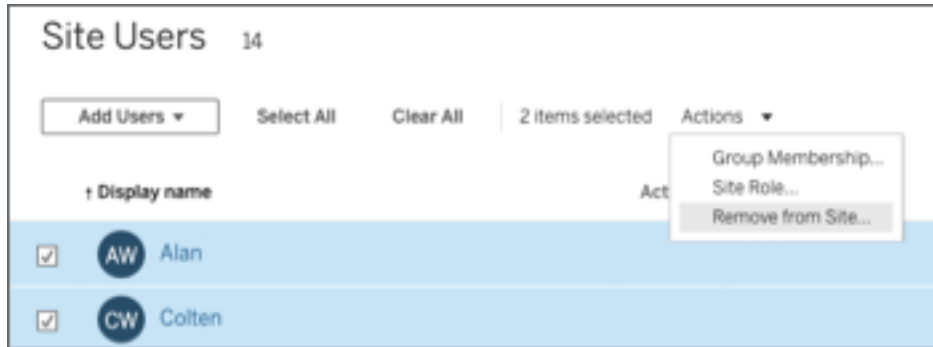 Site Users 14
Add Users ▾ Select All Clear All 2 items selected Actions ▾
Group Membership...
↑ Display name Act Site Role...
Remove from Site...
AW Alan
CW Colten